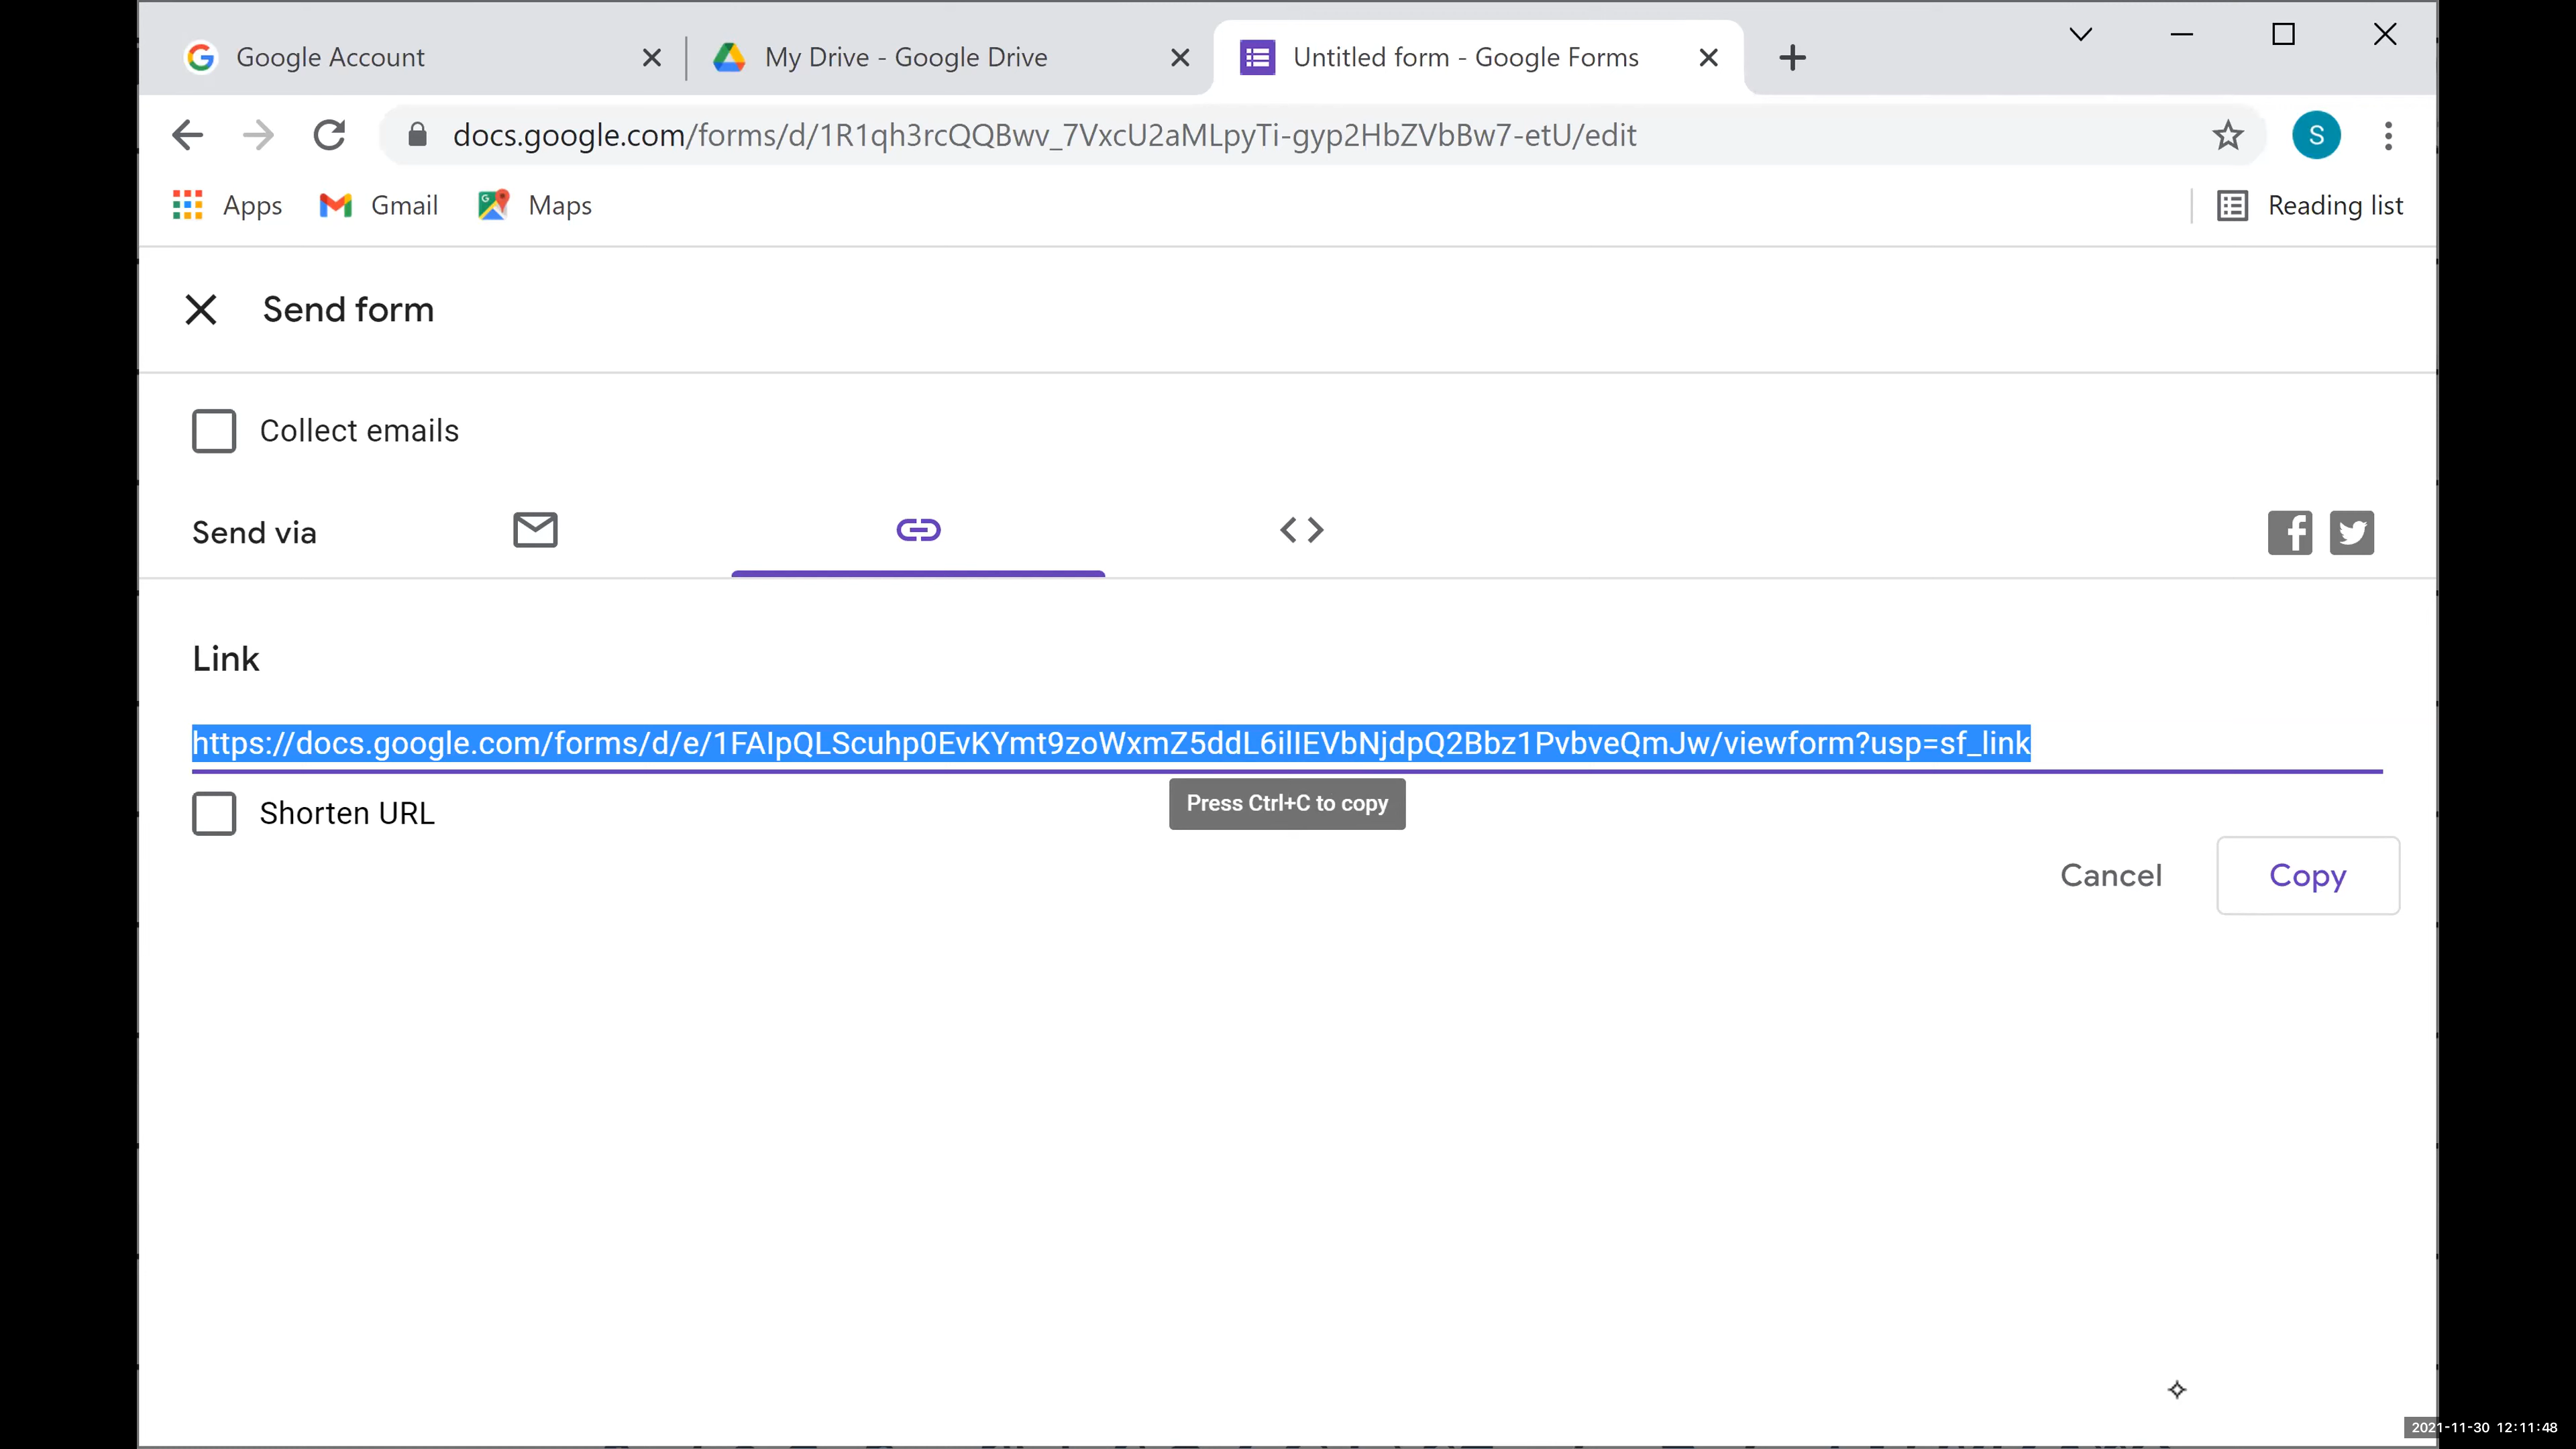 Google Account
My Drive - Google Drive
Untitled form - Google Forms
docs.google.com/forms/d/1R1qh3rcQQBwv_7VxcU2aMLpyTi-gyp2HbZVbBw7-etU/edit
S
Apps
Gmail
Maps
Reading list
Send form
Collect emails
Send via
Link
https://docs.google.com/forms/d/e/1FAIpQLScuhp0EvKYmt9zoWxmZ5ddL6ilIEVbNjdpQ2Bbz1PvbveQmJw/viewform?usp=sf_link
Press Ctrl+C to copy
Shorten URL
Cancel
Copy
2021-11-30 12:11:48